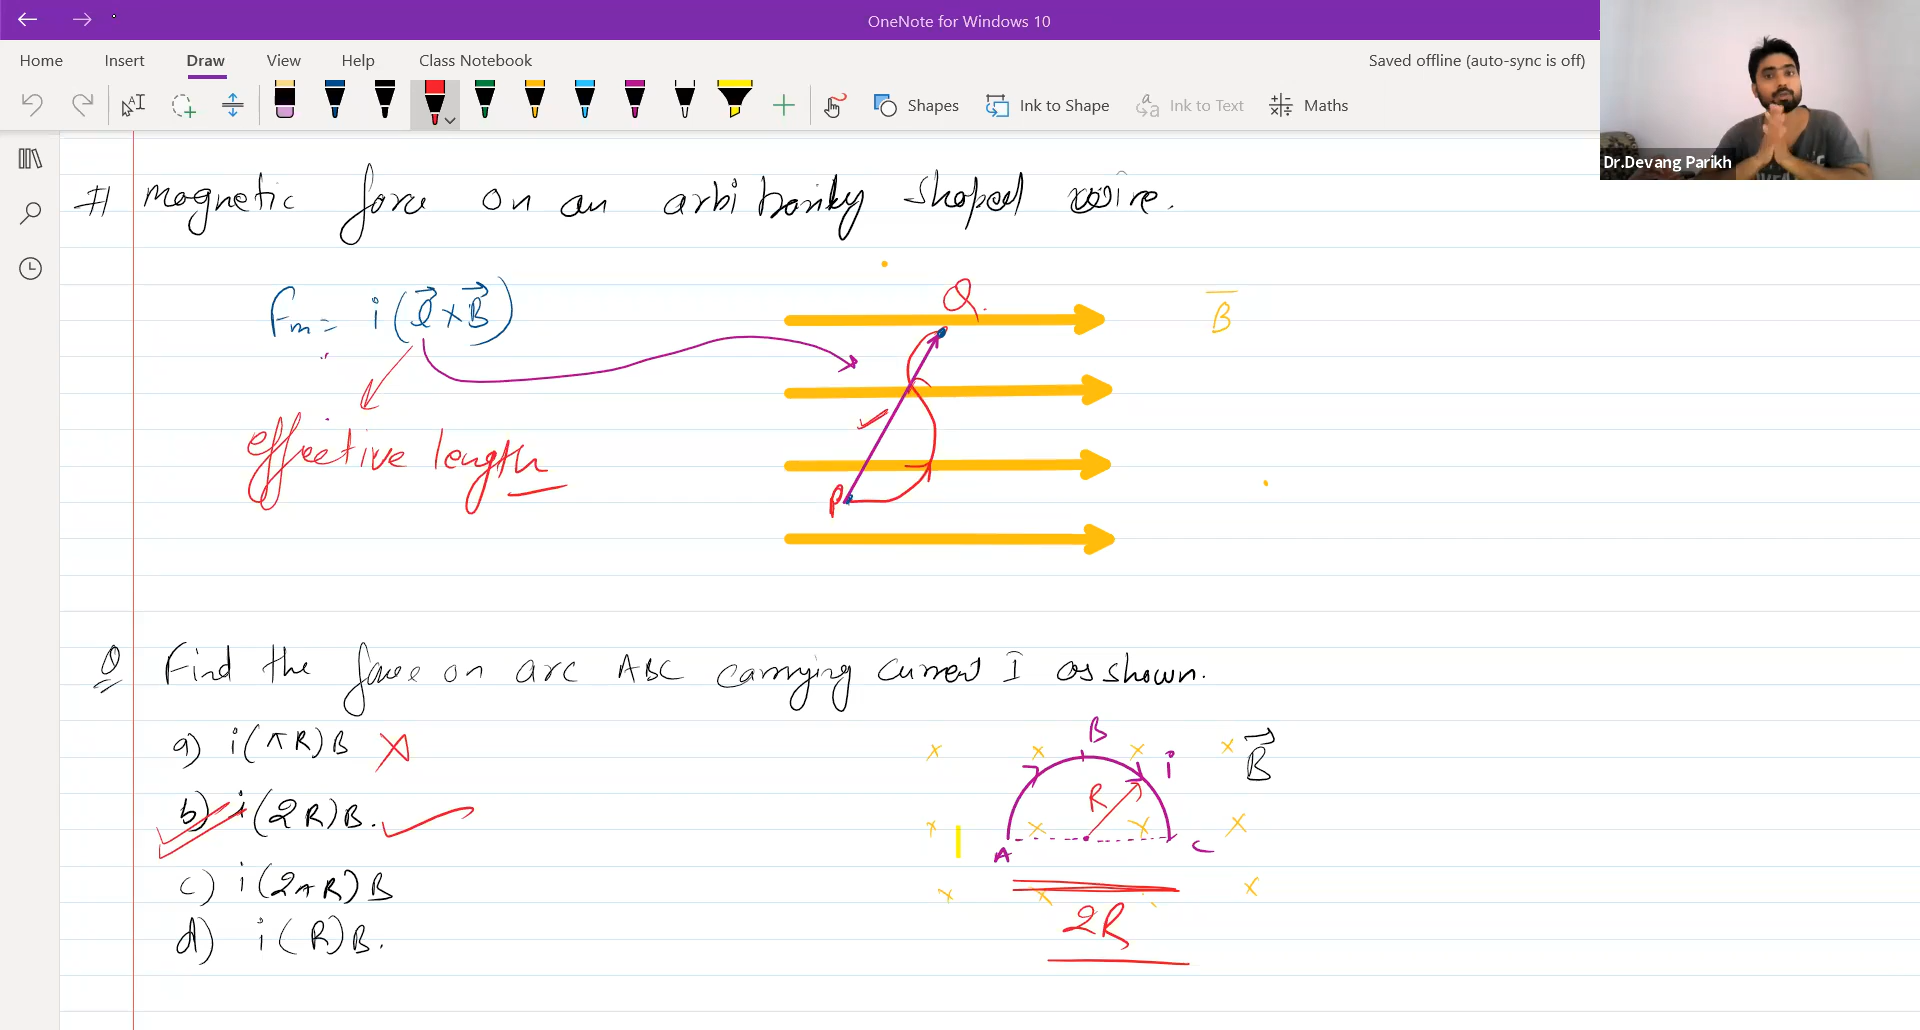 OneNote for Windows 10
Home Insert Draw View Help Class Notebook
Saved offline (auto-sync is off)
Shapes Ink to Shape Ink to Text Maths
Dr.Devang Parikh
# Magnetic force on an arbitrarily shaped wire.
Fm = i(l⃗ × B⃗)
Q.
B
effective length
P
Q Find the force on arc ABC carrying current I as shown.
a) i(πR)B
b) i(2R)B.
c) i(2πR)B
d) i(R)B.
B
i
B⃗
R
A
C
2R